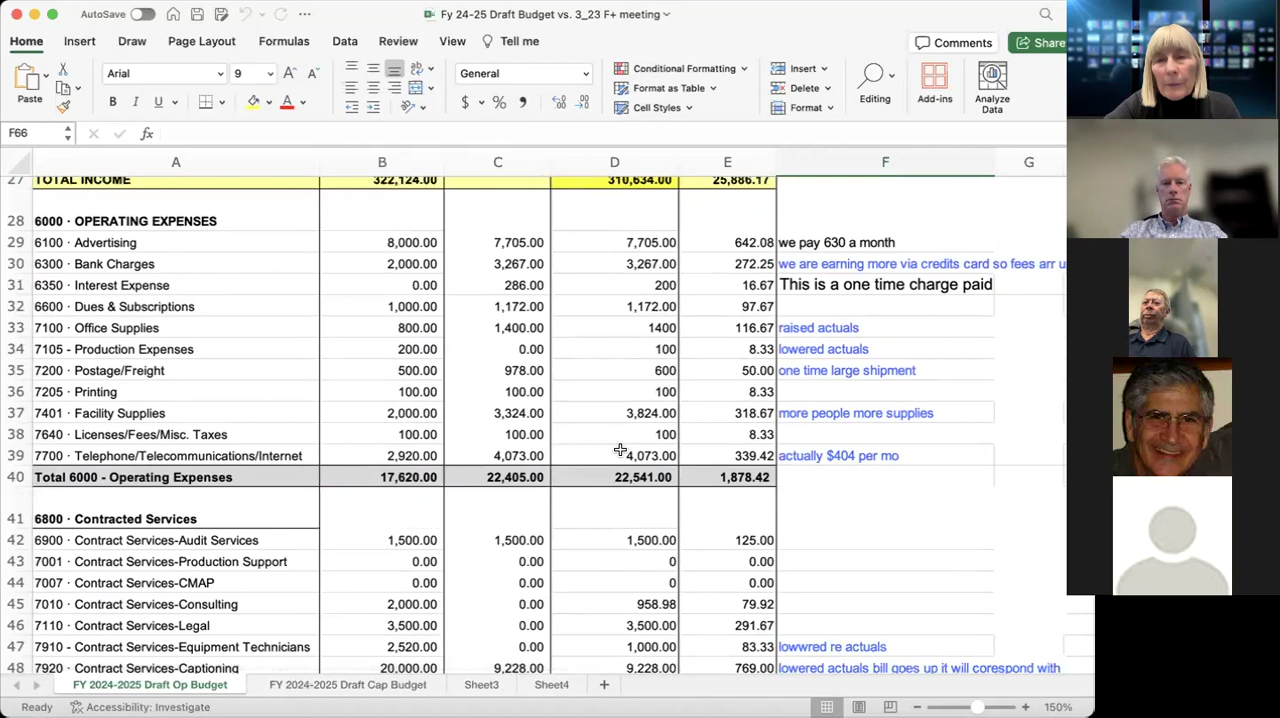 AutoSave
Fy 24-25 Draft Budget vs. 3_23 F+ meeting
Home Insert Draw Page Layout Formulas Data Review View Tell me
Comments Share
Paste
Arial 9
B I U
General
Conditional Formatting
Format as Table
Cell Styles
Insert
Delete
Format
Editing
Add-ins
Analyze Data
F66 fx
A B C D E F G
27 TOTAL INCOME 322,124.00 310,634.00 25,886.17
28 6000 · OPERATING EXPENSES
29 6100 · Advertising 8,000.00 7,705.00 7,705.00 642.08 we pay 630 a month
30 6300 · Bank Charges 2,000.00 3,267.00 3,267.00 272.25 we are earning more via credits card so fees arr u
31 6350 · Interest Expense 0.00 286.00 200 16.67 This is a one time charge paid
32 6600 · Dues & Subscriptions 1,000.00 1,172.00 1,172.00 97.67
33 7100 · Office Supplies 800.00 1,400.00 1400 116.67 raised actuals
34 7105 - Production Expenses 200.00 0.00 100 8.33 lowered actuals
35 7200 · Postage/Freight 500.00 978.00 600 50.00 one time large shipment
36 7205 · Printing 100.00 100.00 100 8.33
37 7401 · Facility Supplies 2,000.00 3,324.00 3,824.00 318.67 more people more supplies
38 7640 · Licenses/Fees/Misc. Taxes 100.00 100.00 100 8.33
39 7700 · Telephone/Telecommunications/Internet 2,920.00 4,073.00 4,073.00 339.42 actually $404 per mo
40 Total 6000 - Operating Expenses 17,620.00 22,405.00 22,541.00 1,878.42
41 6800 · Contracted Services
42 6900 · Contract Services-Audit Services 1,500.00 1,500.00 1,500.00 125.00
43 7001 · Contract Services-Production Support 0.00 0.00 0 0.00
44 7007 · Contract Services-CMAP 0.00 0.00 0 0.00
45 7010 · Contract Services-Consulting 2,000.00 0.00 958.98 79.92
46 7110 · Contract Services-Legal 3,500.00 0.00 3,500.00 291.67
47 7910 - Contract Services-Equipment Technicians 2,520.00 0.00 1,000.00 83.33 lowwred re actuals
48 7920 · Contract Services-Captioning 20,000.00 9,228.00 9,228.00 769.00 lowered actuals bill goes up it will corespond with
FY 2024-2025 Draft Op Budget FY 2024-2025 Draft Cap Budget Sheet3 Sheet4
Ready Accessibility: Investigate 150%